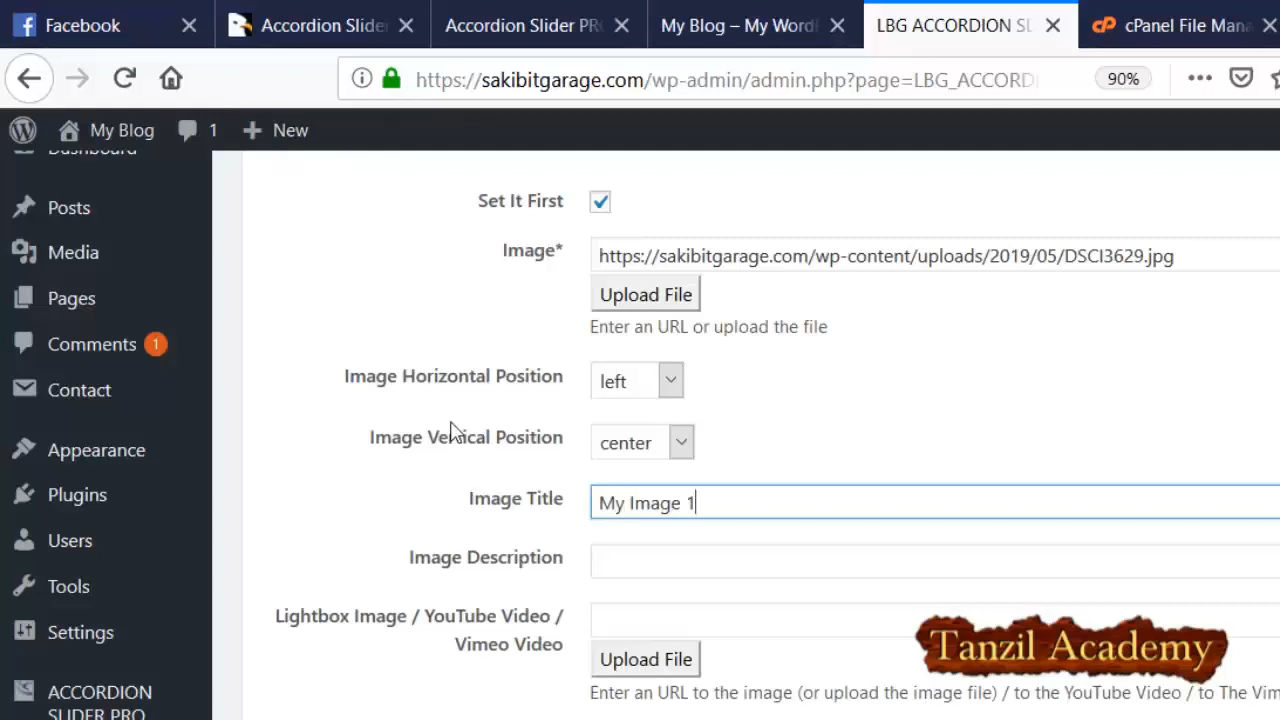 Facebook
Accordion Slide
Accordion Slider PR
My Blog – My Word
LBG ACCORDION SL
cPanel File Mana
https://sakibitgarage.com/wp-admin/admin.php?page=LBG_ACCORD
90%
My Blog
1
New
Dashboard
Posts
Media
Pages
Comments 1
Contact
Appearance
Plugins
Users
Tools
Settings
ACCORDION
SLIDER PRO
Set It First
Image* https://sakibitgarage.com/wp-content/uploads/2019/05/DSCI3629.jpg
Upload File
Enter an URL or upload the file
Image Horizontal Position left
Image Vertical Position center
Image Title My Image 1
Image Description
Lightbox Image / YouTube Video /
Vimeo Video
Upload File
Enter an URL to the image (or upload the image file) / to the YouTube Video / to The Vim
Tanzil Academy